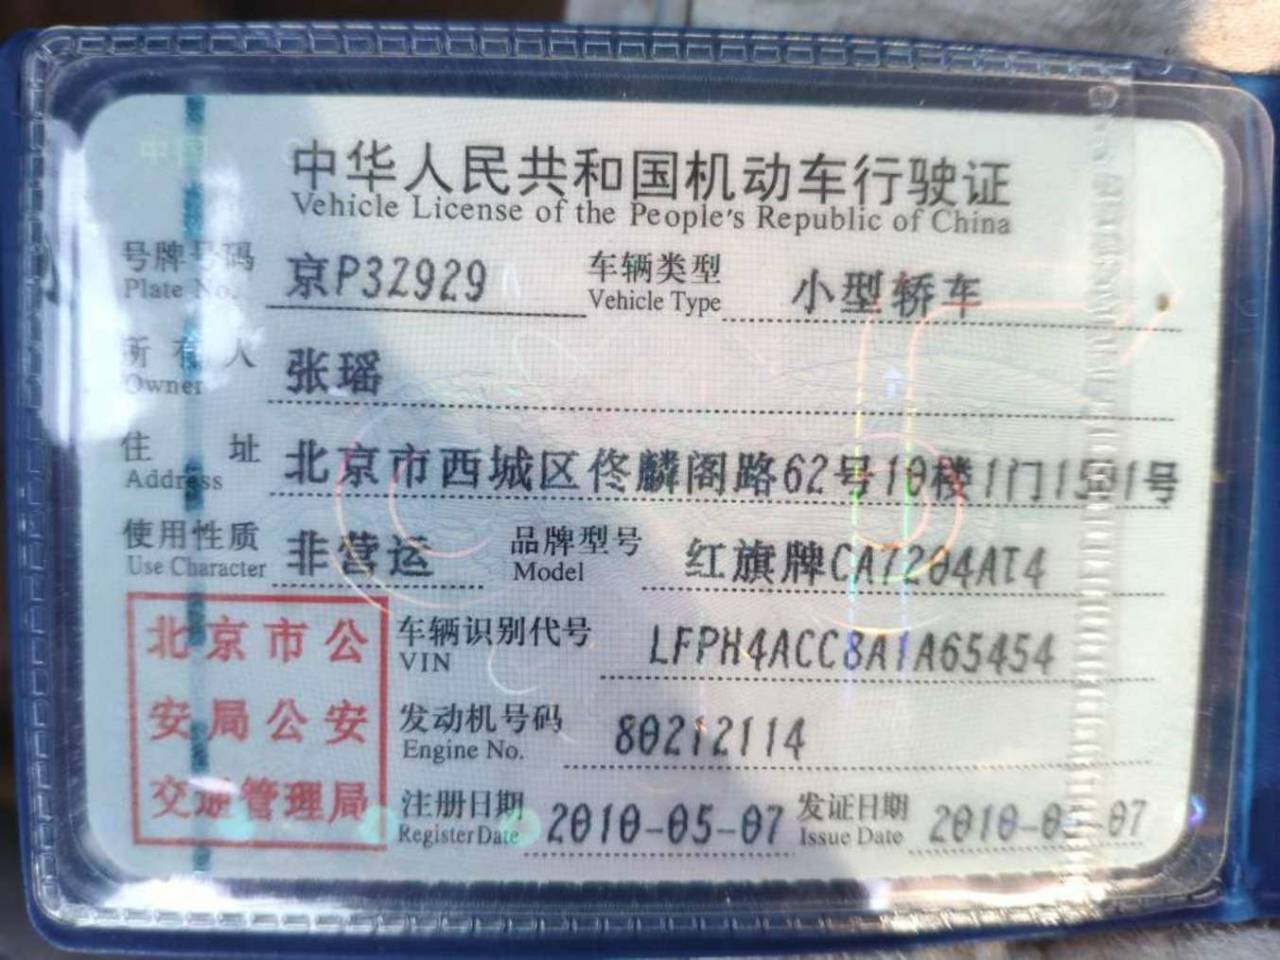 中华人民共和国机动车行驶证
Vehicle License of the People's Republic of China
号牌号码 京P3Z929 车辆类型 小型轿车
Plate No. Vehicle Type
所有人 张瑶
Owner
住址 北京市西城区佟麟阁路62号10楼1门1501号
Address
使用性质 非营运 品牌型号 红旗牌CA7204AT4
Use Character Model
车辆识别代号 LFPH4ACC8A1A65454
VIN
发动机号码 80212114
Engine No.
注册日期 2010-05-07 发证日期 2010-05-07
Register Date Issue Date
北京市公
安局公安
交通管理局